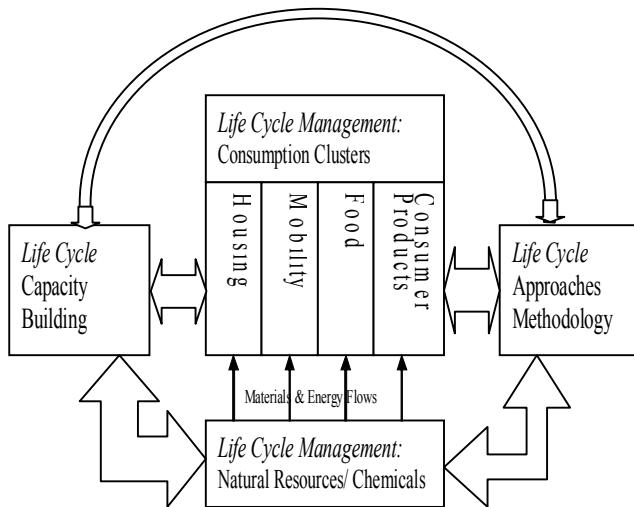 Life Cycle Management:
Consumption Clusters
Housing
Mobility
Food
Consumer
Products
Life Cycle
Capacity
Building
Life Cycle
Approaches
Methodology
Materials & Energy Flows
Life Cycle Management:
Natural Resources/ Chemicals